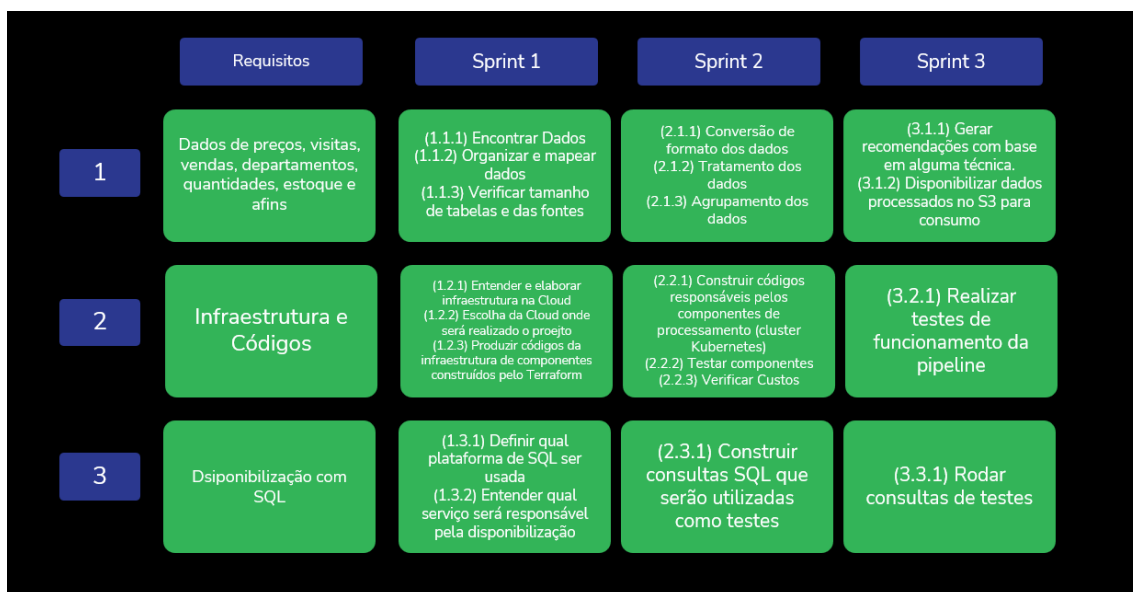 Requisitos
Sprint 1
Sprint 2
Sprint 3
1
Dados de preços, visitas,
vendas, departamentos,
quantidades, estoque e
afins
(1.1.1) Encontrar Dados
(1.1.2) Organizar e mapear
dados
(1.1.3) Verificar tamanho
de tabelas e das fontes
(2.1.1) Conversão de
formato dos dados
(2.1.2) Tratamento dos
dados
(2.1.3) Agrupamento dos
dados
(3.1.1) Gerar
recomendações com base
em alguma técnica.
(3.1.2) Disponibilizar dados
processados no S3 para
consumo
2
Infraestrutura e
Códigos
(1.2.1) Entender e elaborar
infraestrutura na Cloud
(1.2.2) Escolha da Cloud onde
será realizado o proejto
(1.2.3) Produzir códigos da
infraestrutura de componentes
construídos pelo Terraform
(2.2.1) Construir códigos
responsáveis pelos
componentes de
processamento (cluster
Kubernetes)
(2.2.2) Testar componentes
(2.2.3) Verificar Custos
(3.2.1) Realizar
testes de
funcionamento da
pipeline
3
Dsiponibilização com
SQL
(1.3.1) Definir qual
plataforma de SQL ser
usada
(1.3.2) Entender qual
serviço será responsável
pela disponibilização
(2.3.1) Construir
consultas SQL que
serão utilizadas
como testes
(3.3.1) Rodar
consultas de testes